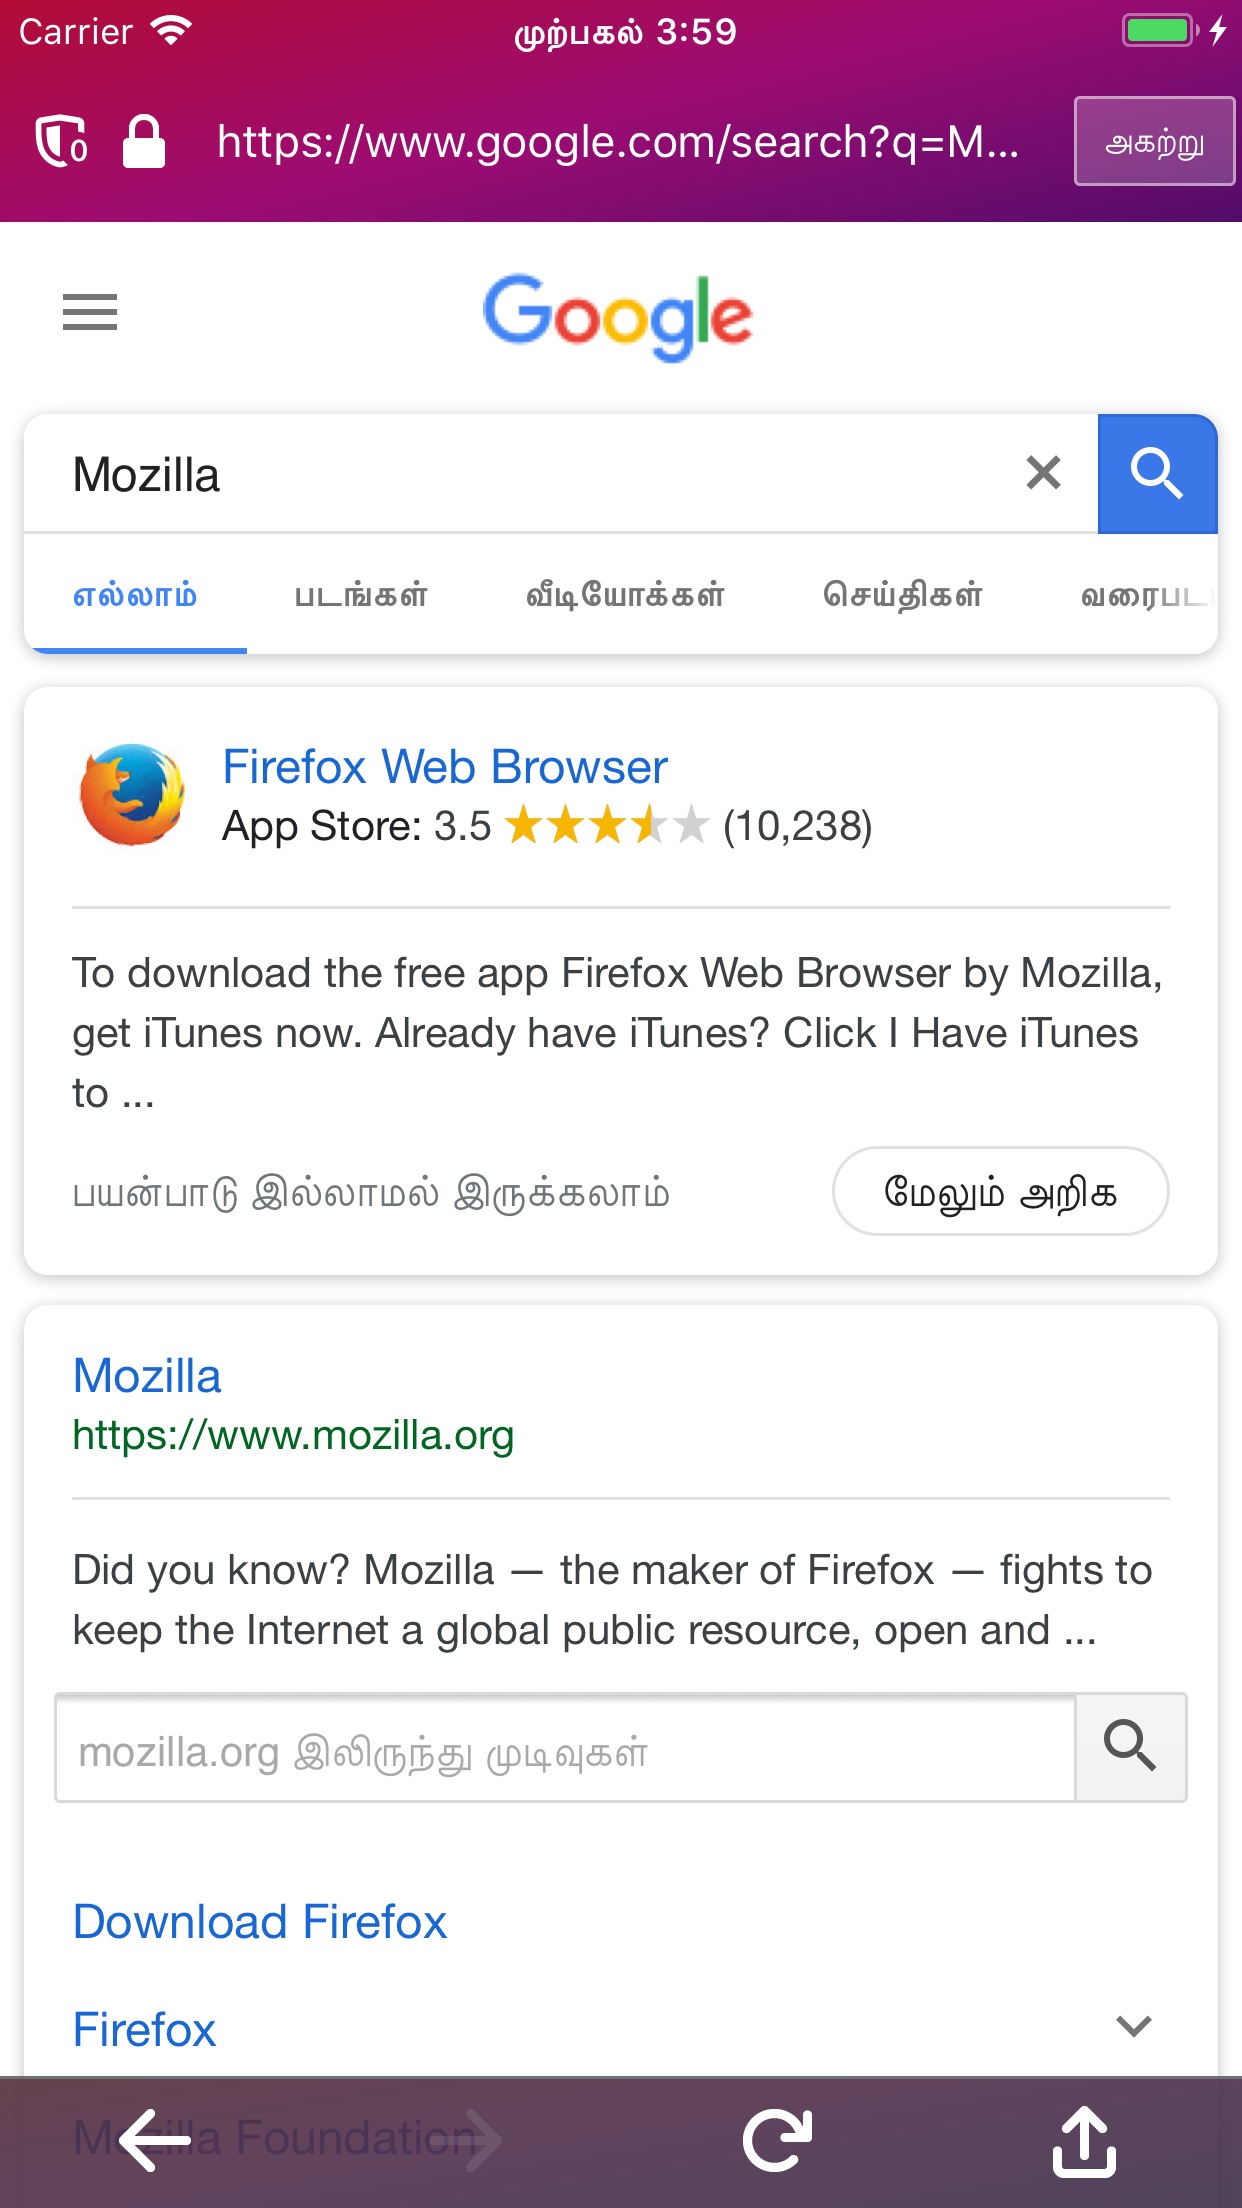 Carrier முற்பகல் 3:59
0 https://www.google.com/search?q=M... அகற்று
Google
Mozilla
எல்லாம் படங்கள் வீடியோக்கள் செய்திகள்
Firefox Web Browser
App Store: 3.5 (10,238)
To download the free app Firefox Web Browser by Mozilla,
get iTunes now. Already have iTunes? Click I Have iTunes
to ...
பயன்பாடு இல்லாமல் இருக்கலாம் மேலும் அறிக
Mozilla
https://www.mozilla.org
Did you know? Mozilla — the maker of Firefox — fights to
keep the Internet a global public resource, open and ...
mozilla.org இலிருந்து முடிவுகள்
Download Firefox
Firefox
Mozilla Foundation